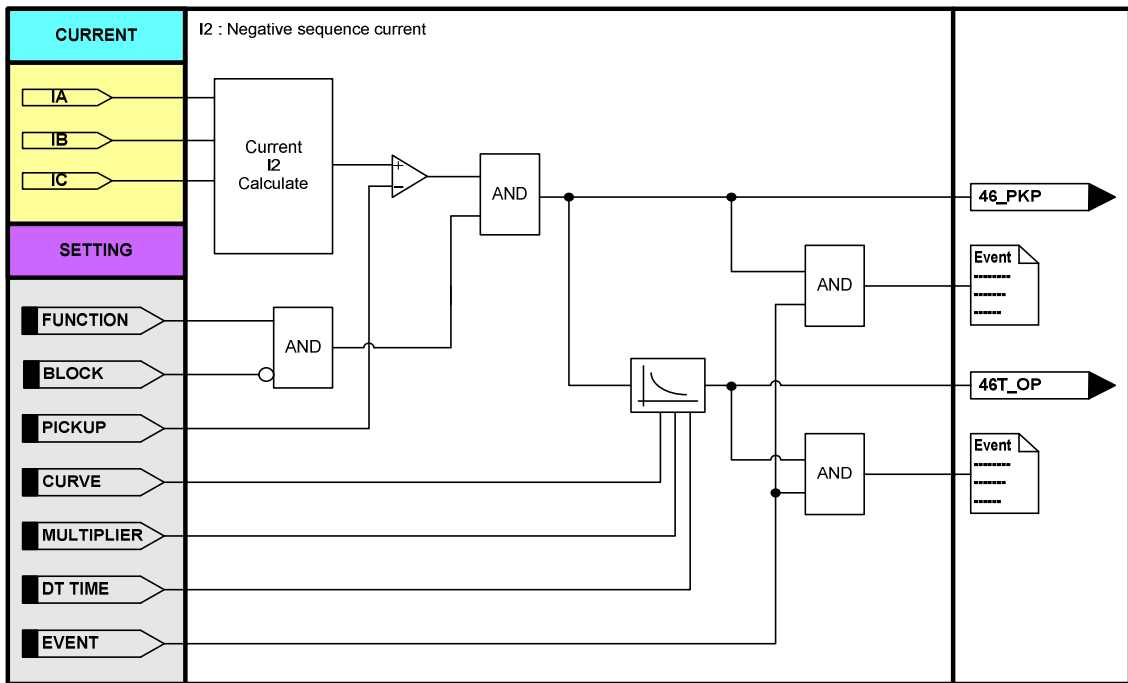 CURRENT
I2 : Negative sequence current
IA
IB
IC
Current
I2
Calculate
+
−
AND
46_PKP
SETTING
Event
AND
FUNCTION
AND
BLOCK
46T_OP
PICKUP
Event
AND
CURVE
MULTIPLIER
DT TIME
EVENT